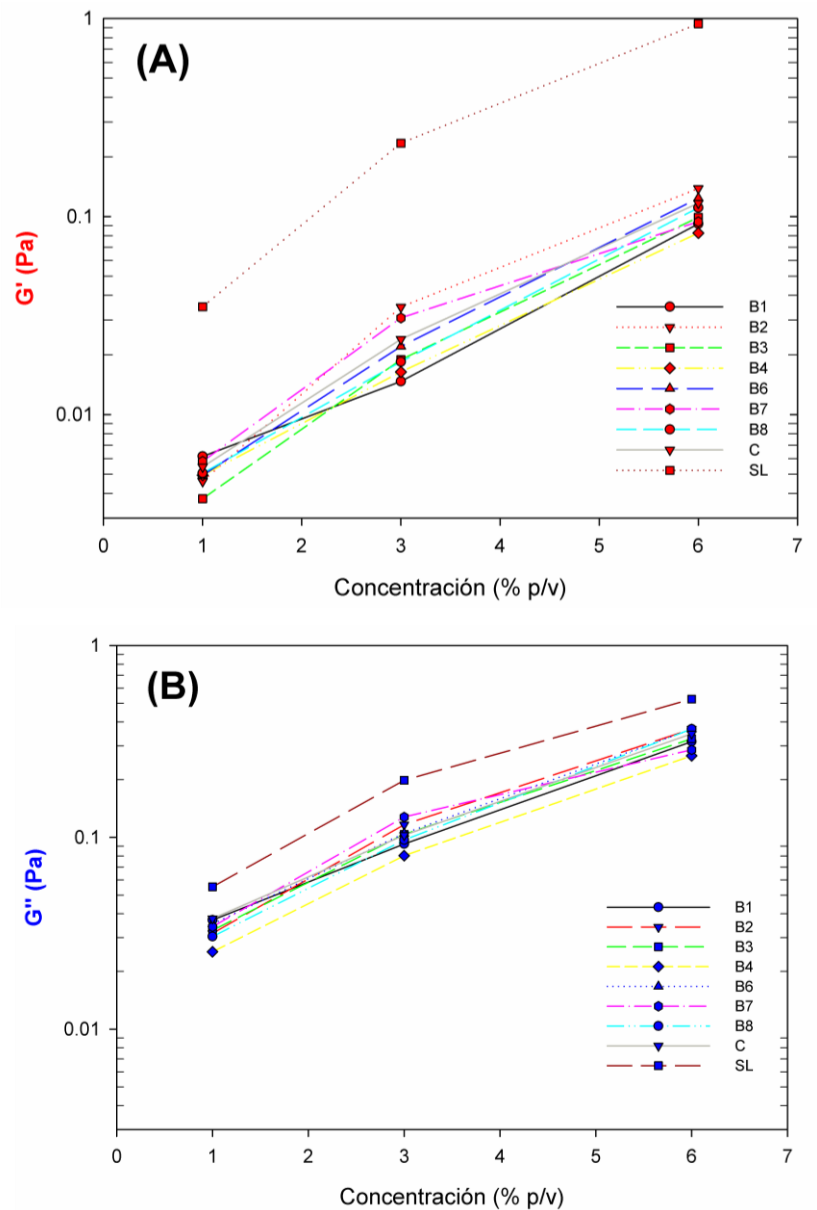 1
(A)
0.1
G' (Pa)
0.01
B1
B2
B3
B4
B6
B7
B8
C
SL
0 1 2 3 4 5 6 7
Concentración (% p/v)
1
(B)
0.1
G'' (Pa)
0.01
B1
B2
B3
B4
B6
B7
B8
C
SL
0 1 2 3 4 5 6 7
Concentración (% p/v)